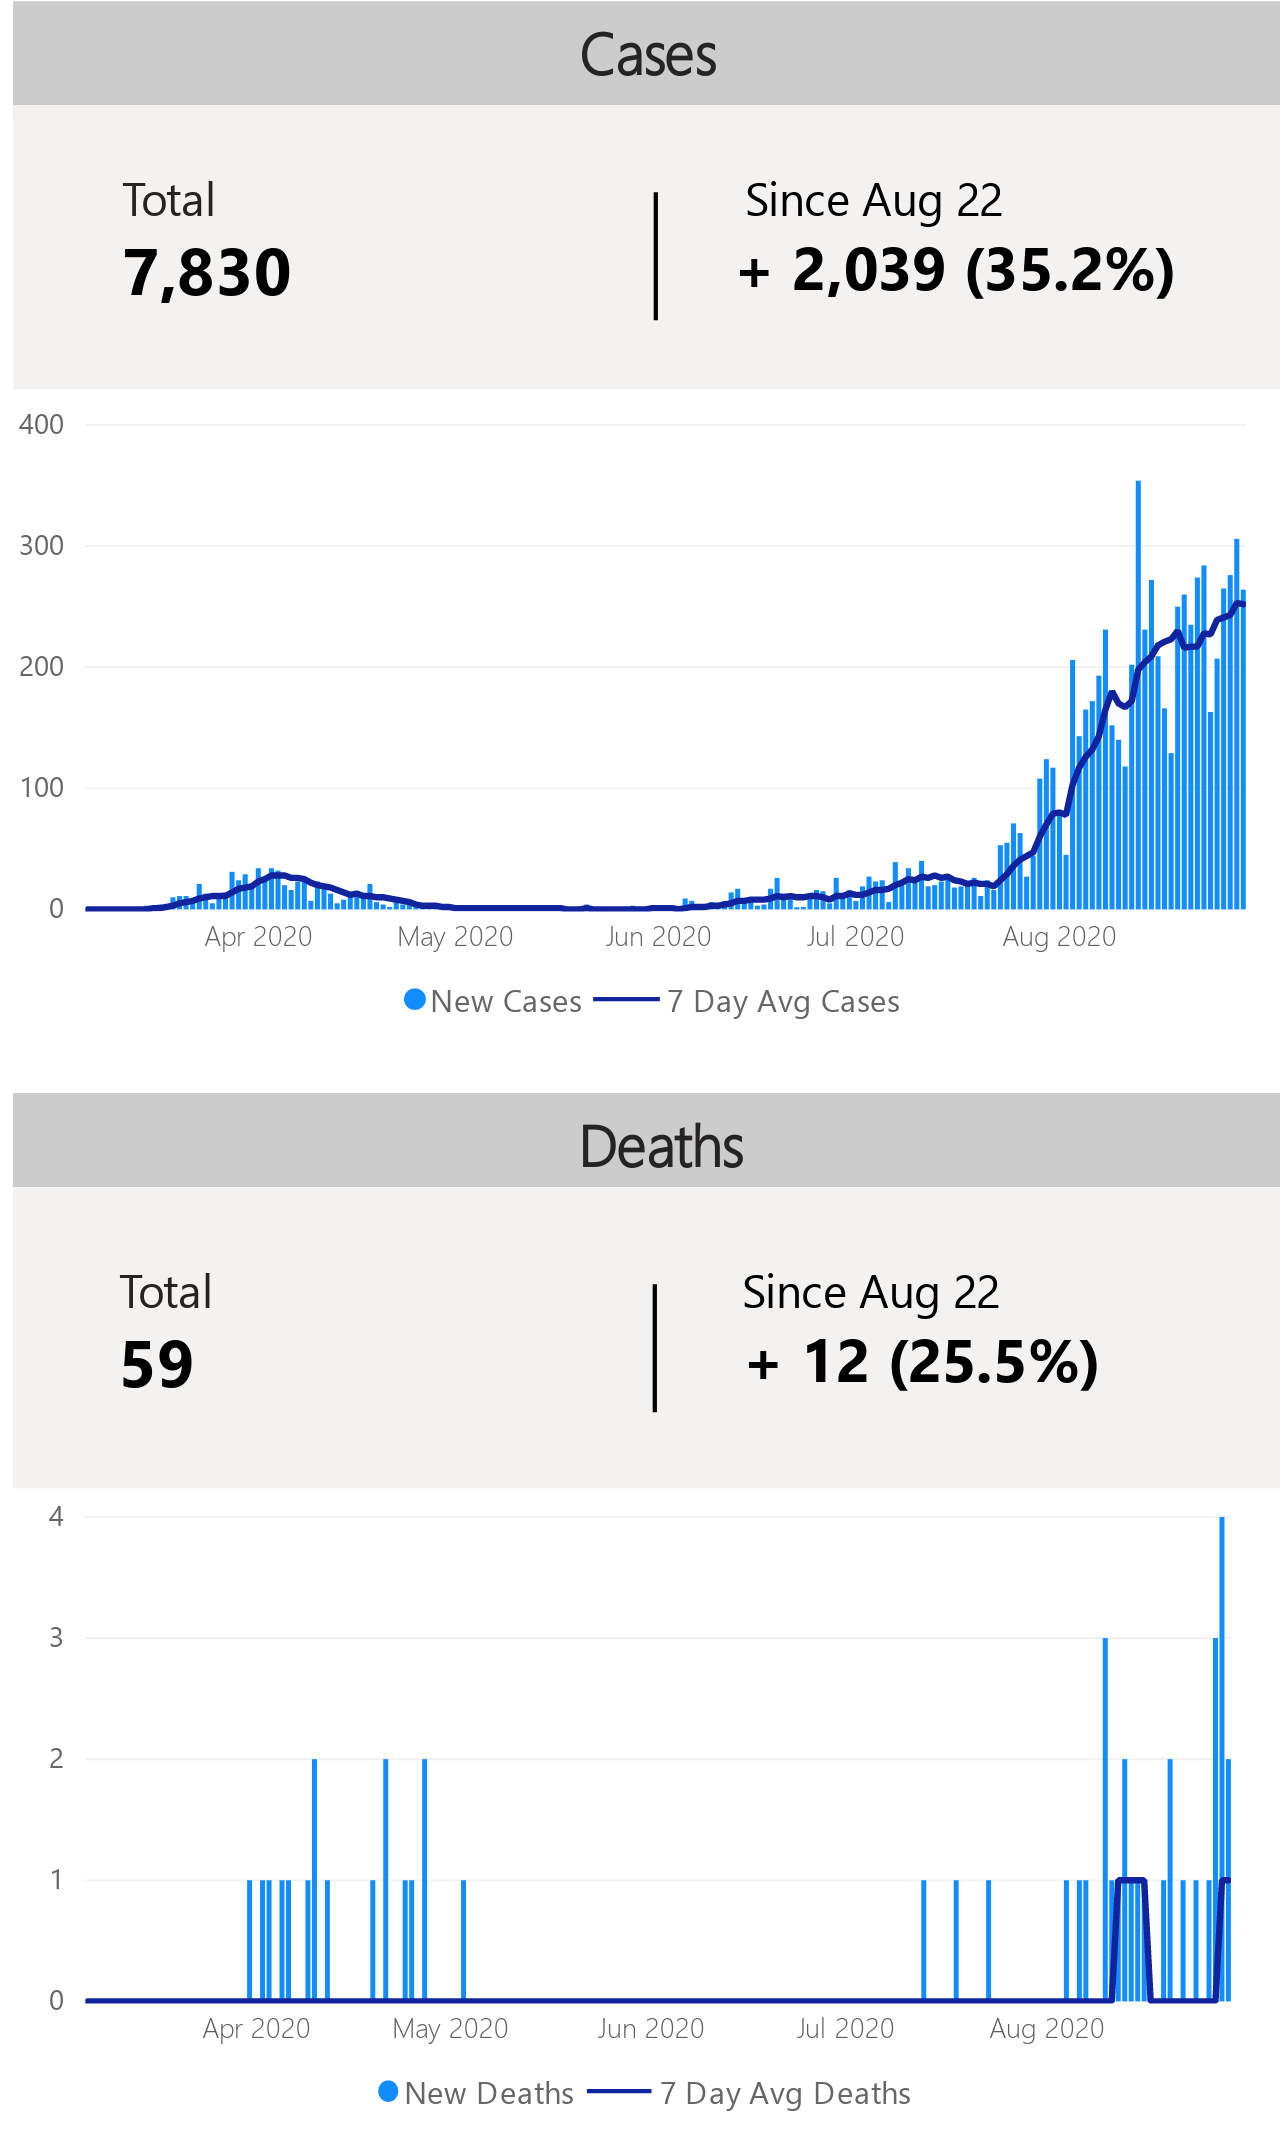 Cases
Total
Since Aug 22
7,830
+ 2,039 (35.2%)
400
300
200
100
0
Apr 2020 May 2020 Jun 2020 Jul 2020 Aug 2020
New Cases 7 Day Avg Cases
Deaths
Total
Since Aug 22
59
+ 12 (25.5%)
4
3
2
1
0
Apr 2020 May 2020 Jun 2020 Jul 2020 Aug 2020
New Deaths 7 Day Avg Deaths